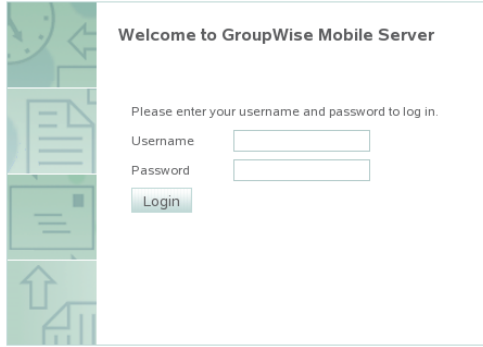 Welcome to GroupWise Mobile Server
Please enter your username and password to log in.
Username
Password
Login